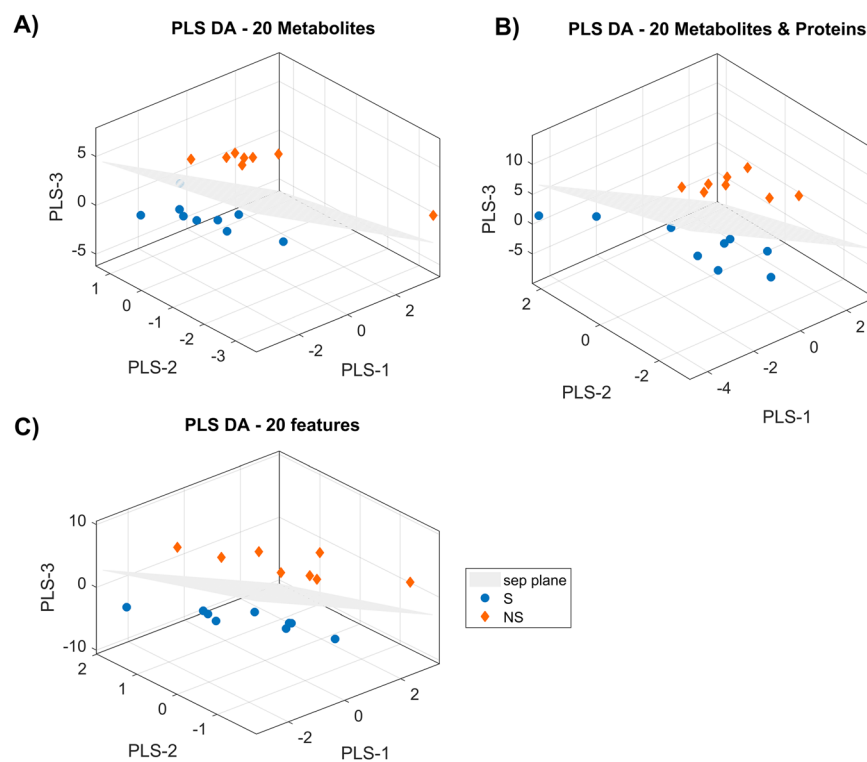 A)
PLS DA - 20 Metabolites
5
0
-5
PLS-3
1
0
-1
-2
-3
PLS-2
-2
0
2
PLS-1
B)
PLS DA - 20 Metabolites & Proteins
10
5
0
-5
PLS-3
2
0
-2
PLS-2
-4
-2
0
2
PLS-1
C)
PLS DA - 20 features
10
0
-10
PLS-3
2
1
0
-1
PLS-2
-2
0
2
PLS-1
sep plane
S
NS